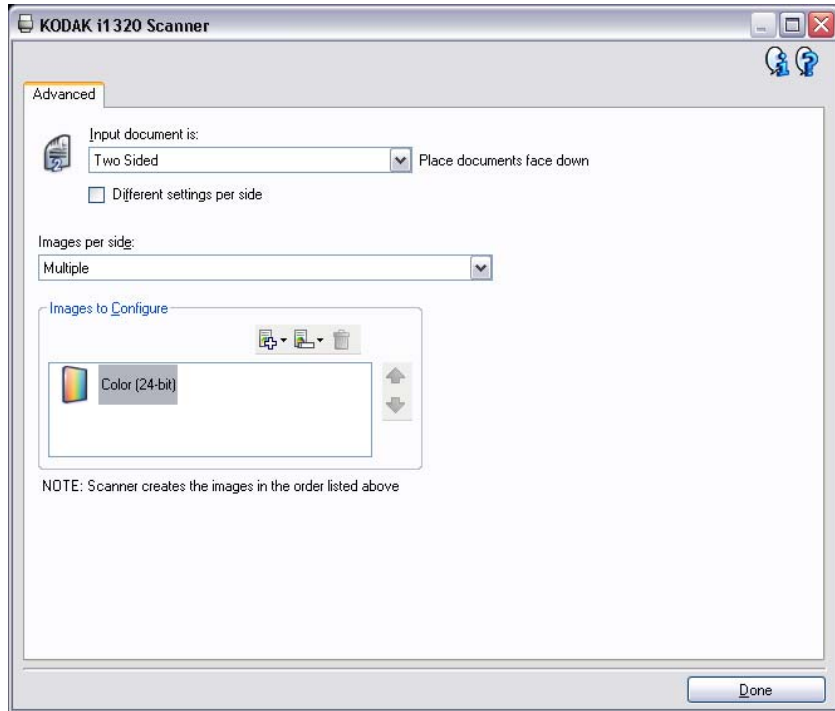 KODAK i1320 Scanner
Advanced
Input document is:
Two Sided
Place documents face down
Different settings per side
Images per side:
Multiple
Images to Configure
Color (24-bit)
NOTE: Scanner creates the images in the order listed above
Done